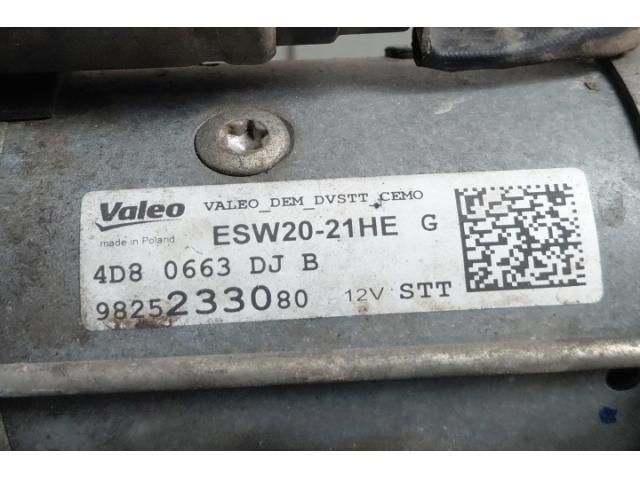 Valeo VALEO_DEM_DVSTT_CEMO
made in Poland ESW20-21HE G
4D8 0663 DJ B
9825233080 12V STT